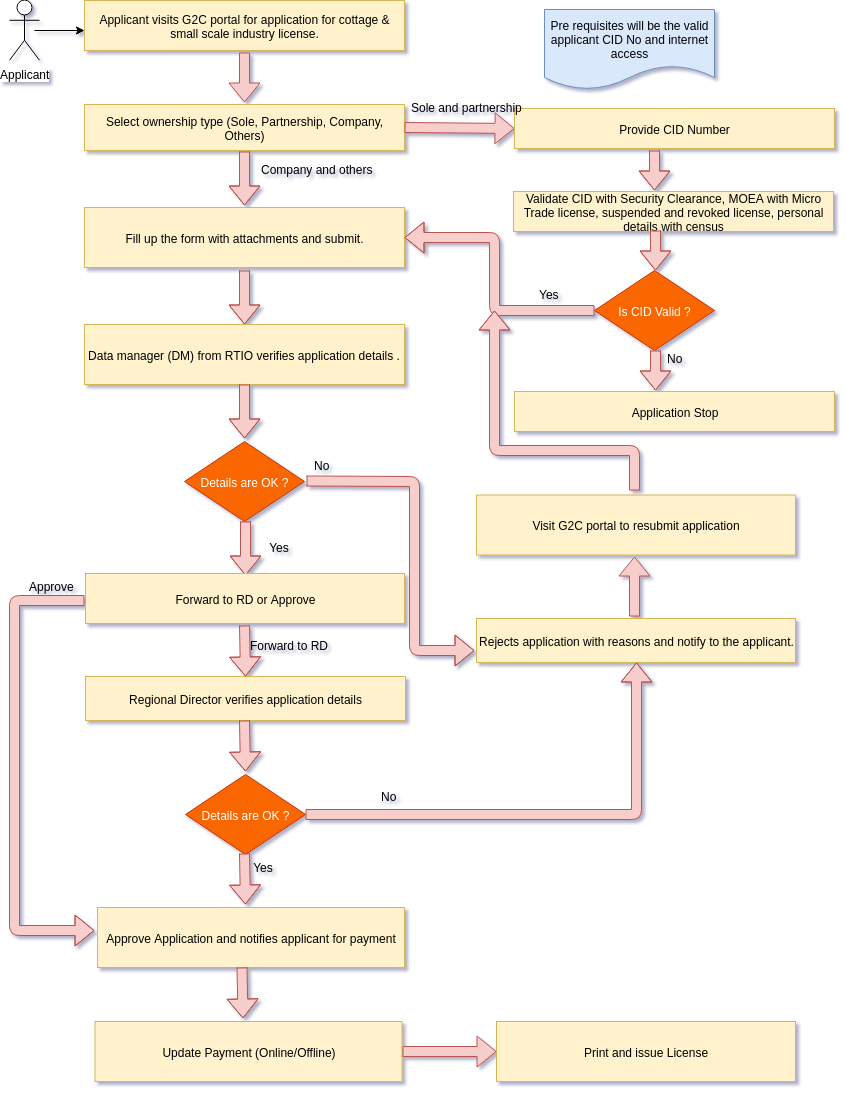 Applicant
Applicant visits G2C portal for application for cottage &
small scale industry license.
Pre requisites will be the valid
applicant CID No and internet
access
Select ownership type (Sole, Partnership, Company,
Others)
Sole and partnership
Provide CID Number
Company and others
Validate CID with Security Clearance, MOEA with Micro
Trade license, suspended and revoked license, personal
details with census
Fill up the form with attachments and submit.
Yes
Is CID Valid ?
No
Data manager (DM) from RTIO verifies application details .
Application Stop
Details are OK ?
No
Yes
Visit G2C portal to resubmit application
Approve
Forward to RD or Approve
Forward to RD
Rejects application with reasons and notify to the applicant.
Regional Director verifies application details
Details are OK ?
No
Yes
Approve Application and notifies applicant for payment
Update Payment (Online/Offline)
Print and issue License